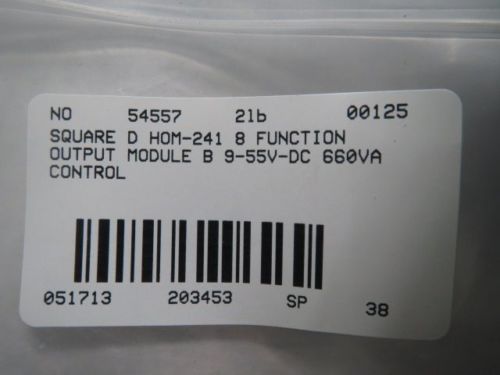 NO 54557 2lb 00125
SQUARE D HOM-241 8 FUNCTION
OUTPUT MODULE B 9-55V-DC 660VA
CONTROL
051713 203453 SP 38